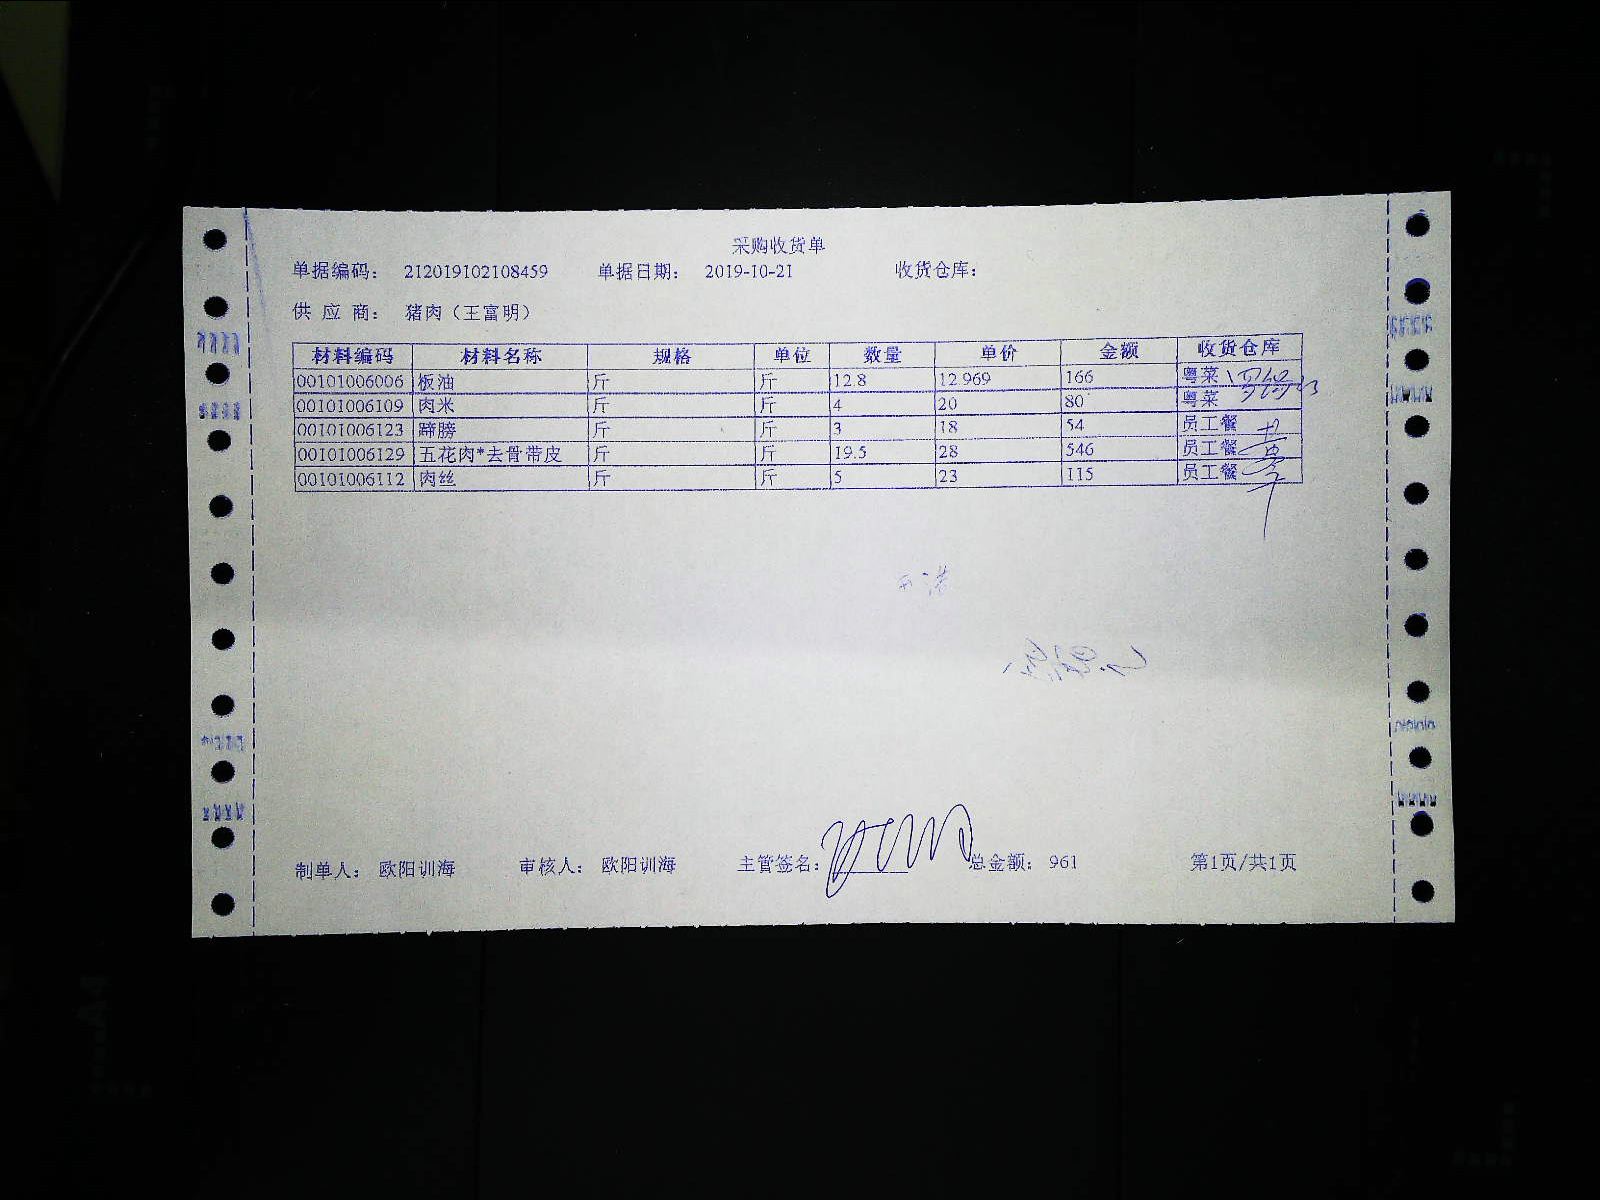 采购收货单
单据编码： 212019102108459 单据日期： 2019-10-21 收货仓库：
供应商： 猪肉（王富明）
材料编码 材料名称 规格 单位 数量 单价 金额 收货仓库
00101006006 板油 斤 斤 12.8 12.969 166 粤菜
00101006109 肉米 斤 斤 4 20 80 粤菜
00101006123 蹄膀 斤 斤 3 18 54 员工餐
00101006129 五花肉*去骨带皮 斤 斤 19.5 28 546 员工餐
00101006112 肉丝 斤 斤 5 23 115 员工餐
制单人： 欧阳训海 审核人： 欧阳训海 主管签名： 总金额： 961 第1页/共1页